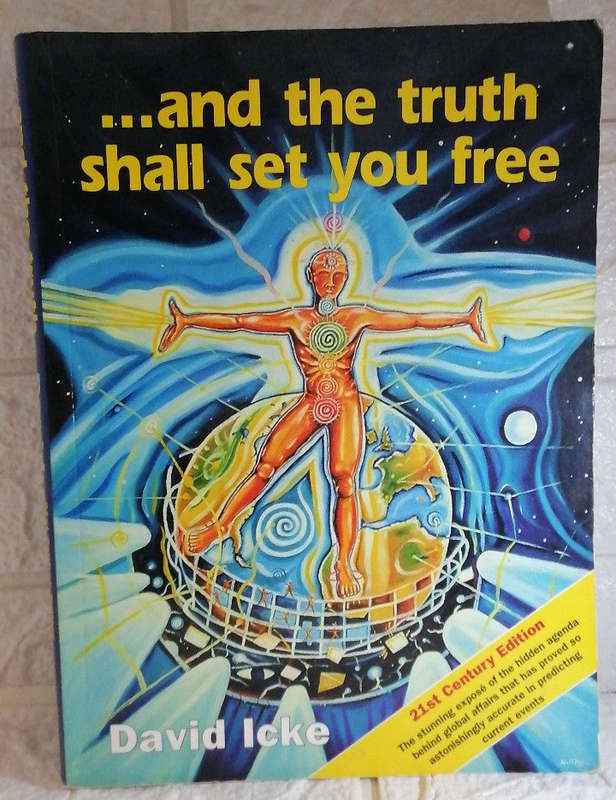 ...and the truth
shall set you free
21st Century Edition
The stunning exposé of the hidden agenda
behind global affairs that has proved so
astonishingly accurate in predicting
current events
David Icke